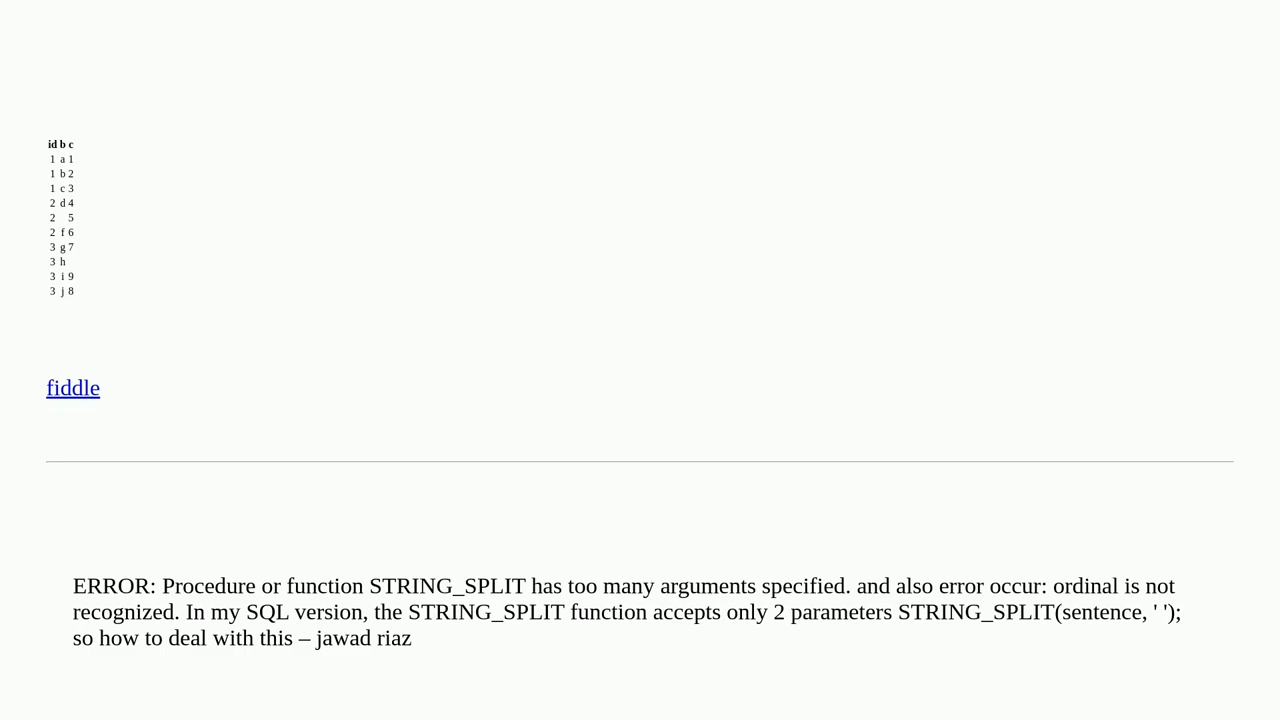 id b c
1 a 1
1 b 2
1 c 3
2 d 4
2 5
2 f 6
3 g 7
3 h
3 i 9
3 j 8
fiddle
ERROR: Procedure or function STRING_SPLIT has too many arguments specified. and also error occur: ordinal is not
recognized. In my SQL version, the STRING_SPLIT function accepts only 2 parameters STRING_SPLIT(sentence, ' ');
so how to deal with this – jawad riaz